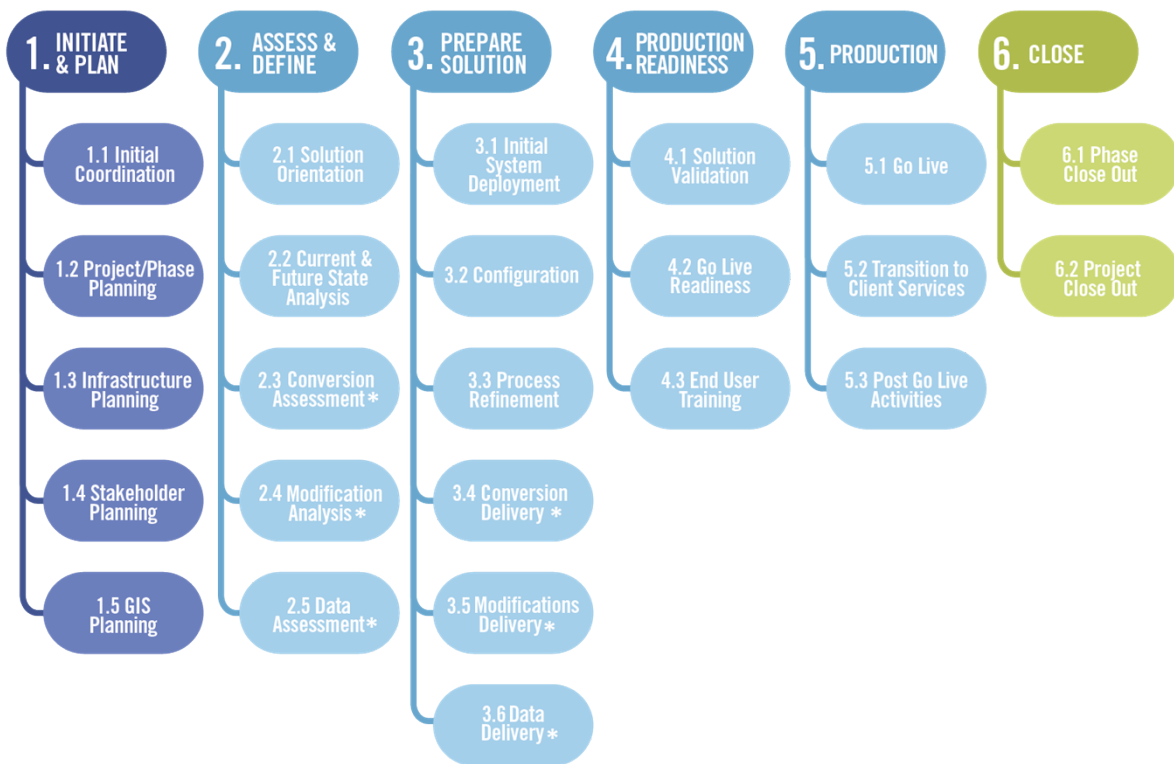 1. INITIATE
& PLAN
1.1 Initial
Coordination
1.2 Project/Phase
Planning
1.3 Infrastructure
Planning
1.4 Stakeholder
Planning
1.5 GIS
Planning
2. ASSESS &
DEFINE
2.1 Solution
Orientation
2.2 Current &
Future State
Analysis
2.3 Conversion
Assessment*
2.4 Modification
Analysis*
2.5 Data
Assessment*
3. PREPARE
SOLUTION
3.1 Initial
System
Deployment
3.2 Configuration
3.3 Process
Refinement
3.4 Conversion
Delivery *
3.5 Modifications
Delivery*
3.6 Data
Delivery*
4. PRODUCTION
READINESS
4.1 Solution
Validation
4.2 Go Live
Readiness
4.3 End User
Training
5. PRODUCTION
5.1 Go Live
5.2 Transition to
Client Services
5.3 Post Go Live
Activities
6. CLOSE
6.1 Phase
Close Out
6.2 Project
Close Out